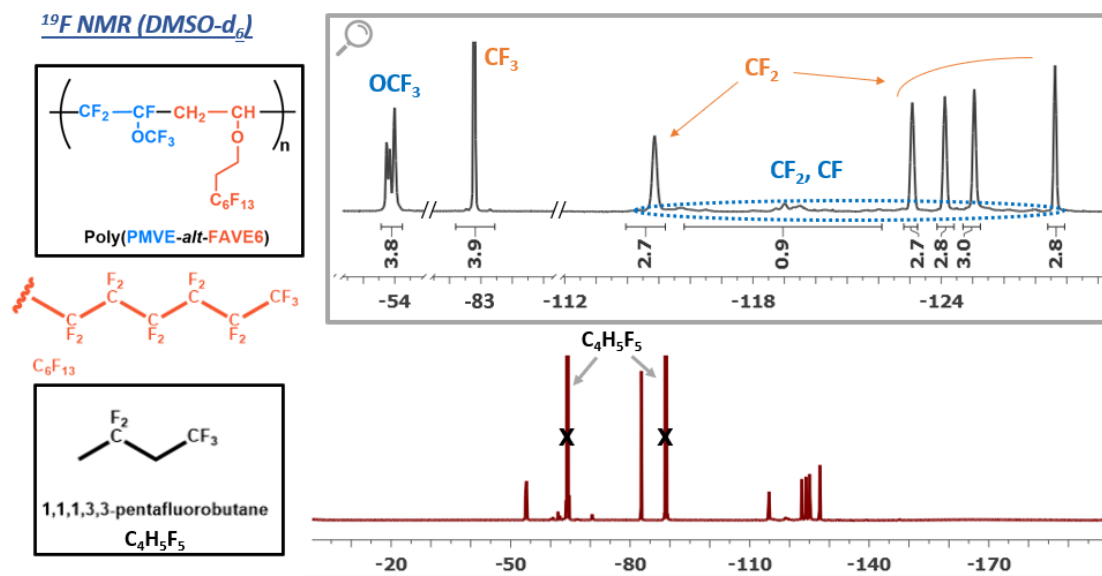 19F NMR (DMSO-d6)
CF2 CF CH2 CH
OCF3 O
n
C6F13
Poly(PMVE-alt-FAVE6)
F2 F2 CF3
C C C
C C C
F2 F2 F2
C6F13
F2
C CF3
1,1,1,3,3-pentafluorobutane
C4H5F5
OCF3
CF3
CF2
CF2, CF
3.8 3.9 2.7 0.9 2.7 2.8 3.0 2.8
-54 -83 -112 -118 -124
C4H5F5
X X
-20 -50 -80 -110 -140 -170